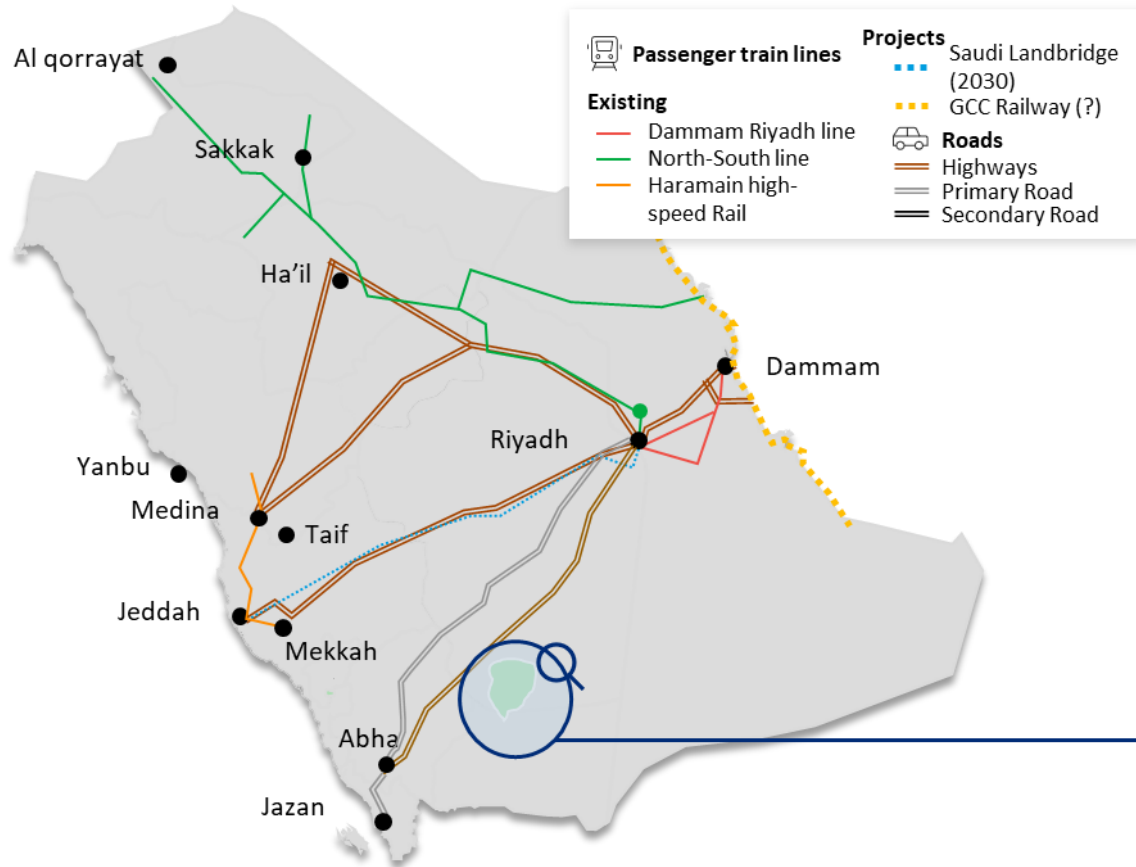 Passenger train lines
Existing
Dammam Riyadh line
North-South line
Haramain high-
speed Rail
Projects
Saudi Landbridge
(2030)
GCC Railway (?)
Roads
Highways
Primary Road
Secondary Road
Al qorrayat
Sakkak
Ha’il
Dammam
Riyadh
Yanbu
Medina
Taif
Jeddah
Mekkah
Abha
Jazan